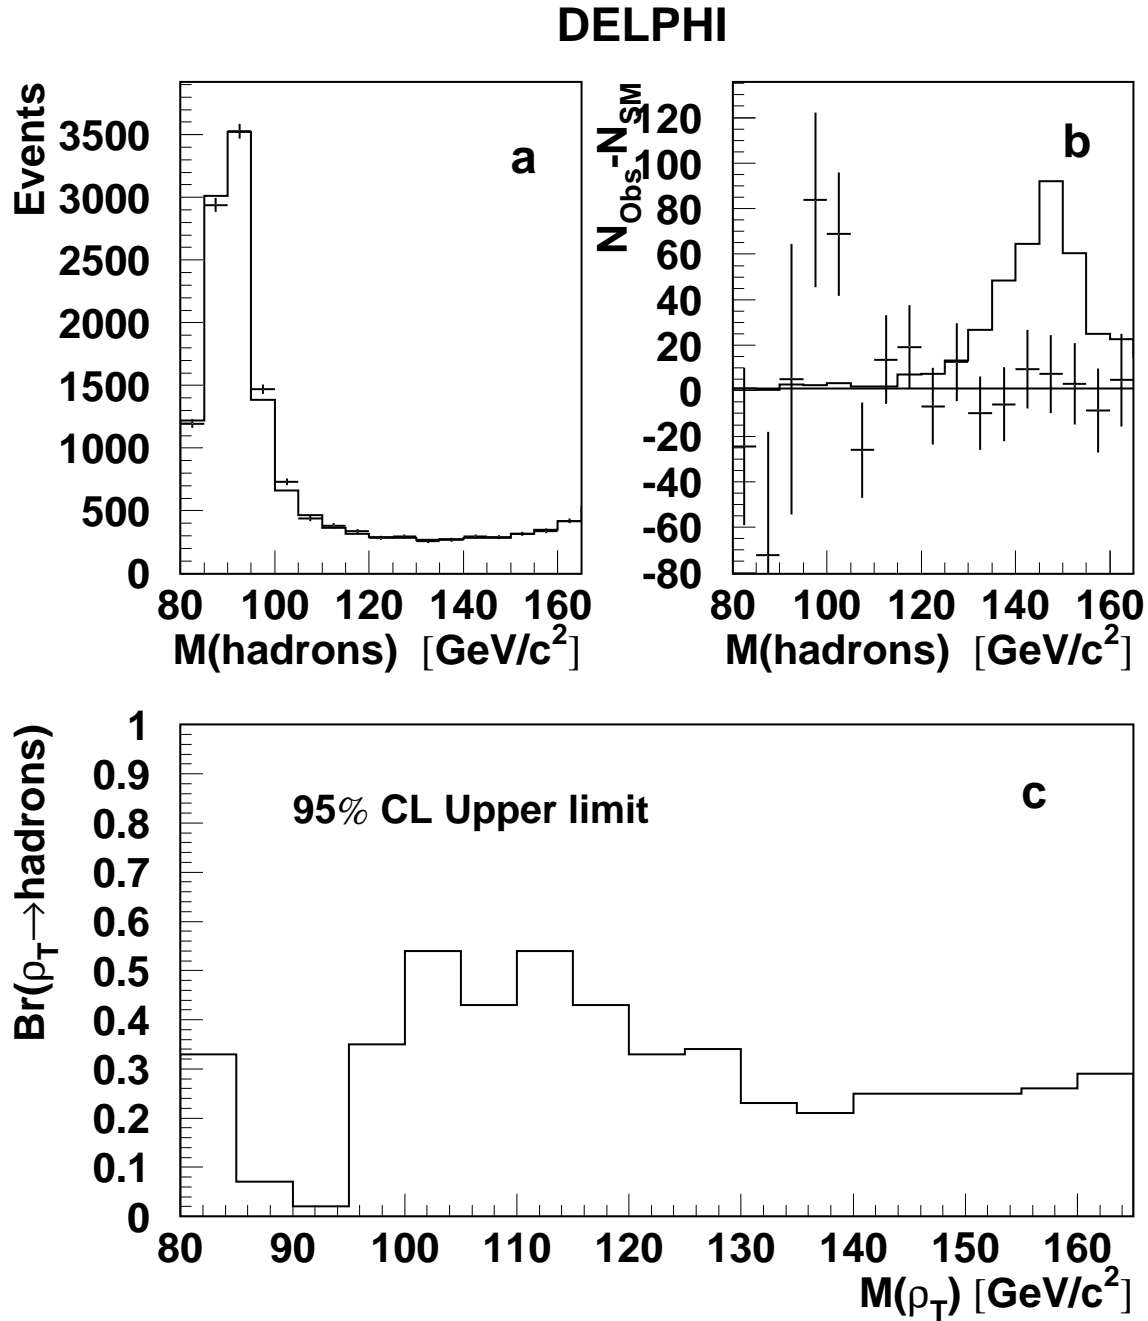 DELPHI
Events
3500
3000
2500
2000
1500
1000
500
0
a
80 100 120 140 160
M(hadrons) [GeV/c²]
N_Obs-N_SM
120
100
80
60
40
20
0
-20
-40
-60
-80
b
80 100 120 140 160
M(hadrons) [GeV/c²]
Br(ρ_T→hadrons)
1
0.9
0.8
0.7
0.6
0.5
0.4
0.3
0.2
0.1
0
95% CL Upper limit
c
80 90 100 110 120 130 140 150 160
M(ρ_T) [GeV/c²]